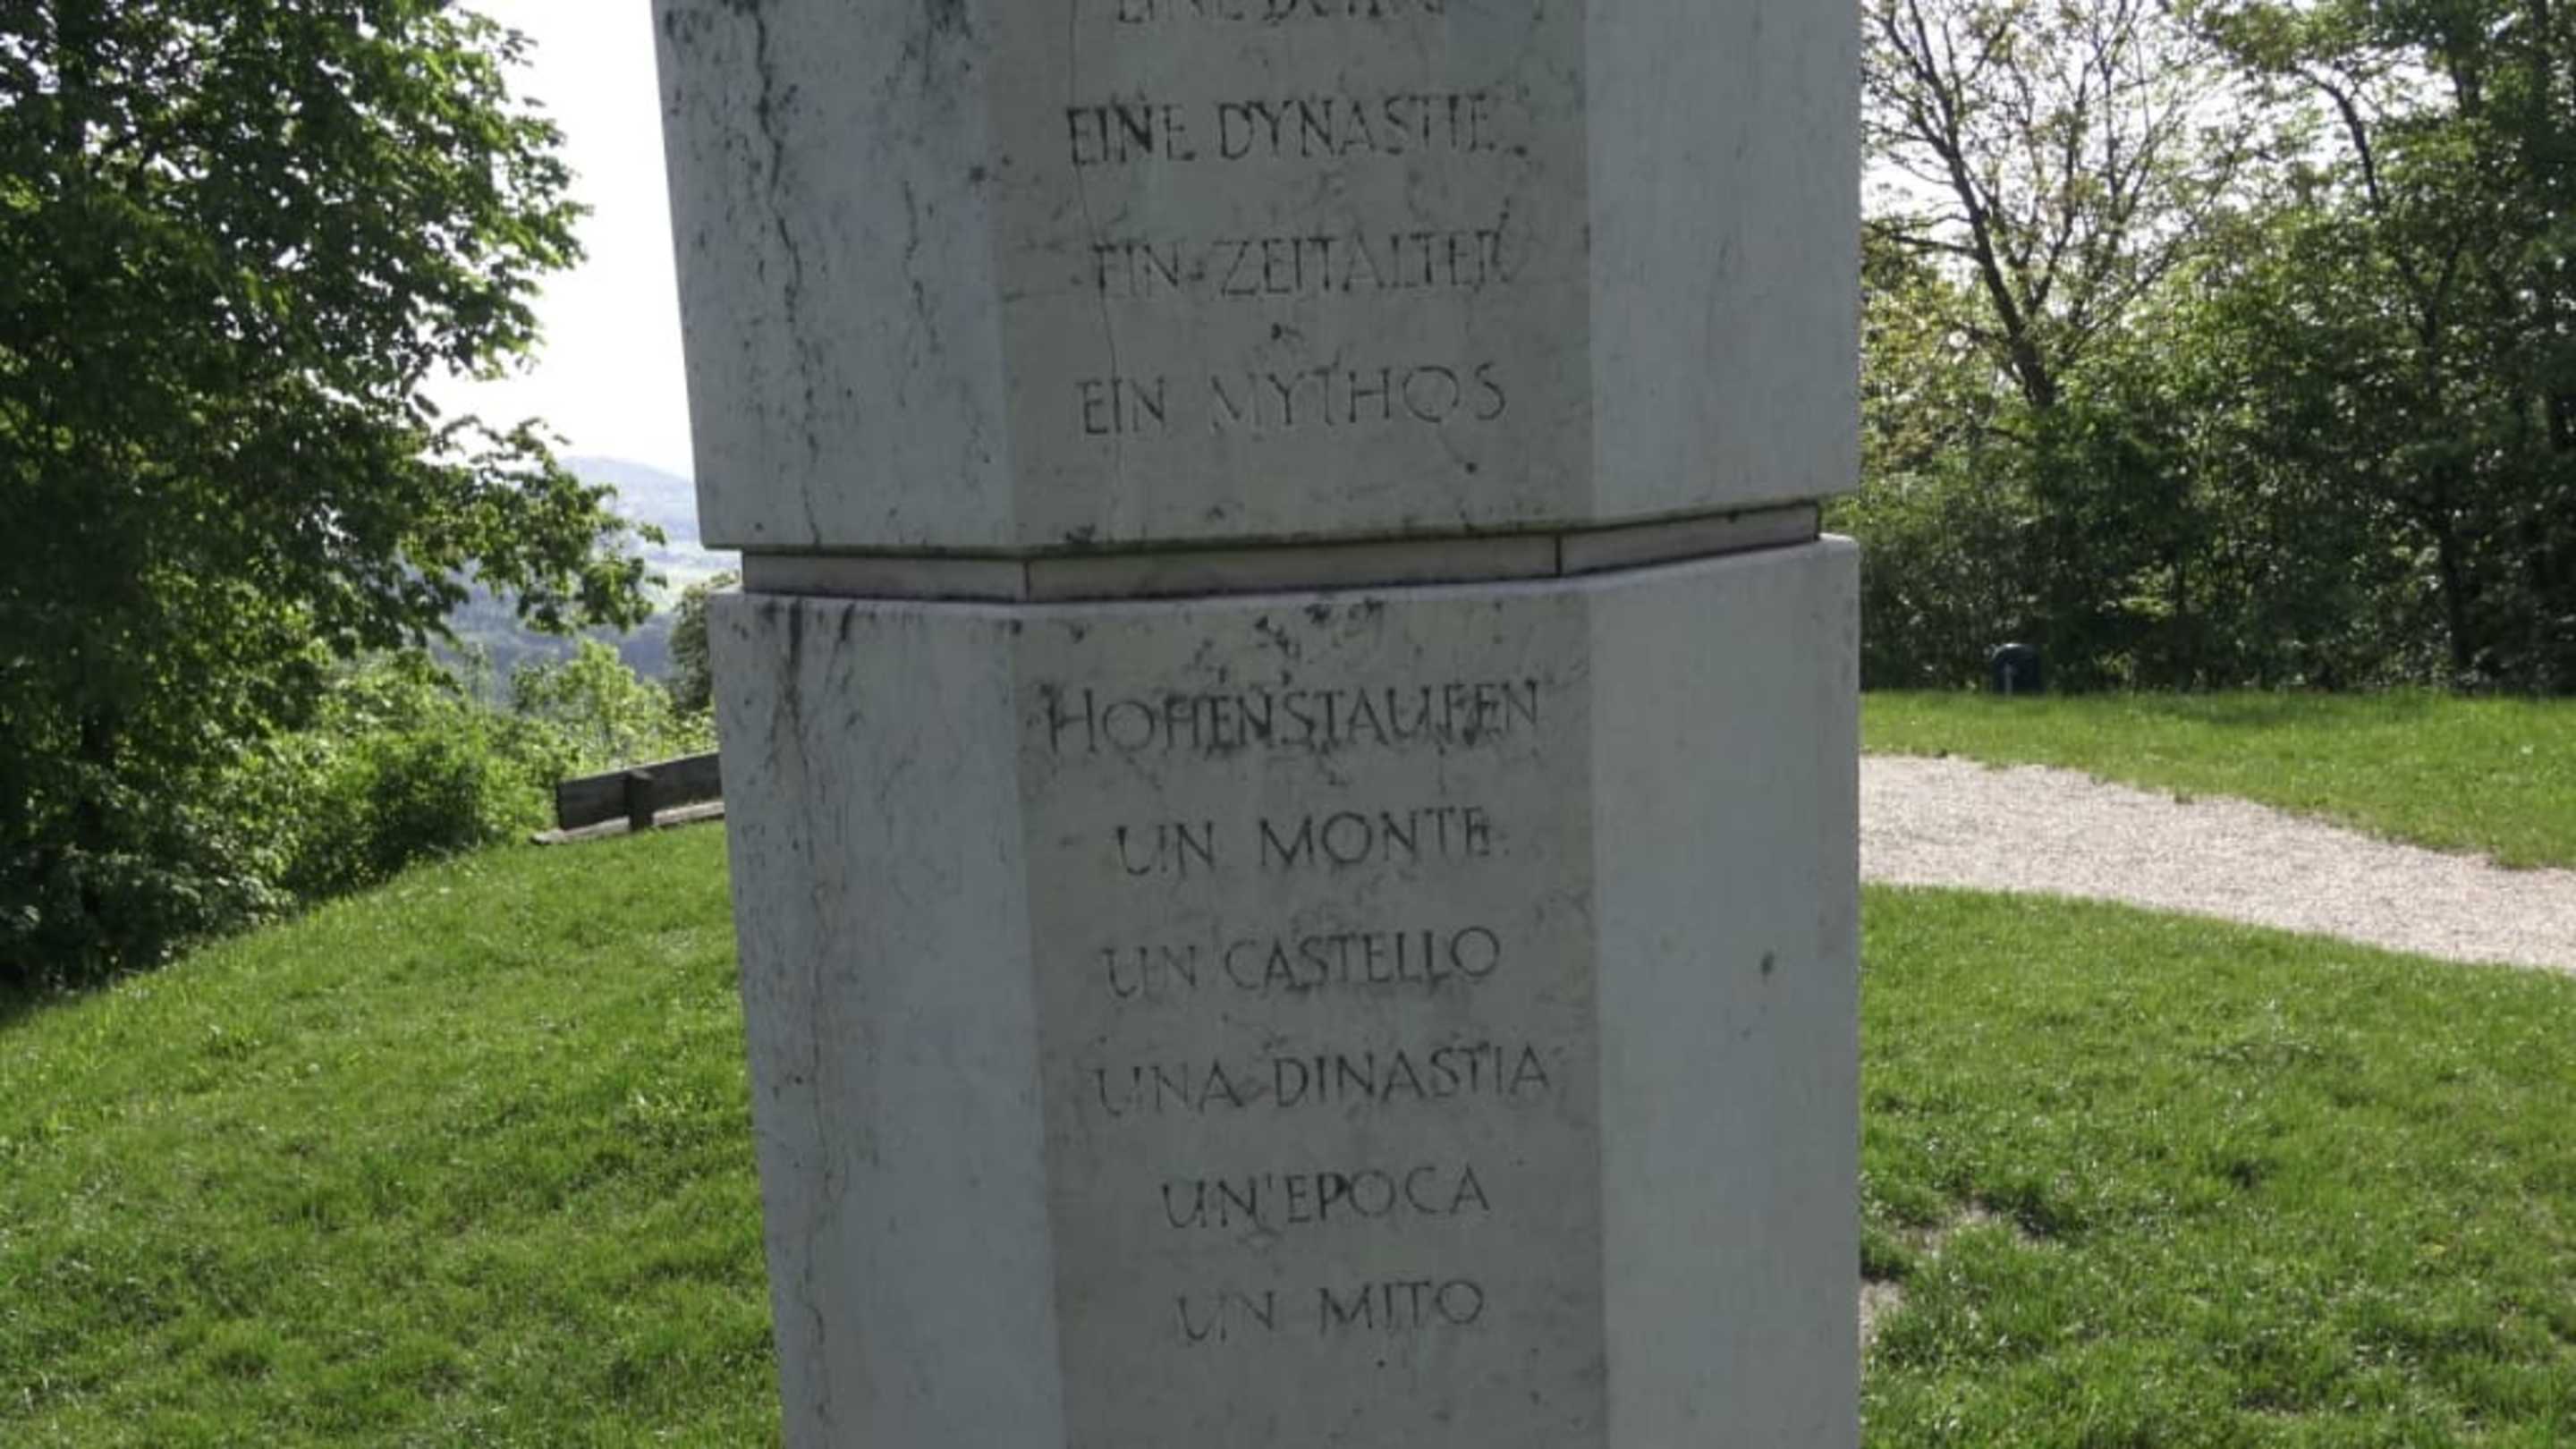 EINE DYNASTIE
EIN ZEITALTER
EIN MYTHOS
HOHENSTAUFEN
UN MONTE
UN CASTELLO
UNA DINASTIA
UN'EPOCA
UN MITO